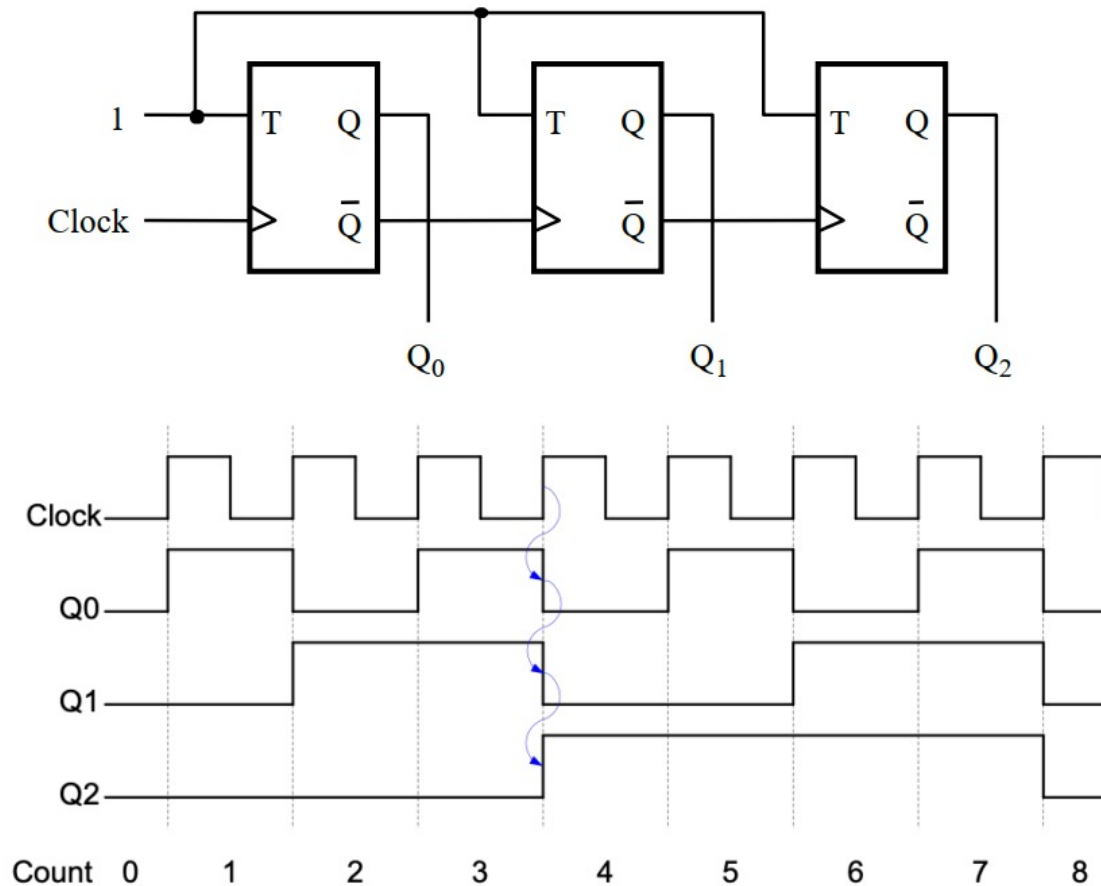 1 T Q T Q T Q
Clock Q̅ Q̅ Q̅
Q₀ Q₁ Q₂
Clock
Q0
Q1
Q2
Count 0 1 2 3 4 5 6 7 8